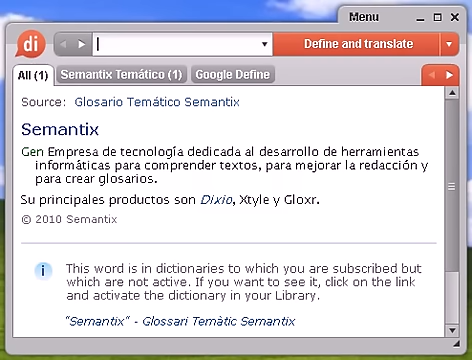 Menu
di
Define and translate
All (1)
Semantix Temático (1)
Google Define
Source: Glosario Temático Semantix
Semantix
Gen Empresa de tecnología dedicada al desarrollo de herramientas
informáticas para comprender textos, para mejorar la redacción y
para crear glosarios.
Su principales productos son Dixio, Xtyle y Gloxr.
© 2010 Semantix
i
This word is in dictionaries to which you are subscribed but
which are not active. If you want to see it, click on the link
and activate the dictionary in your Library.
"Semantix" - Glossari Temàtic Semantix